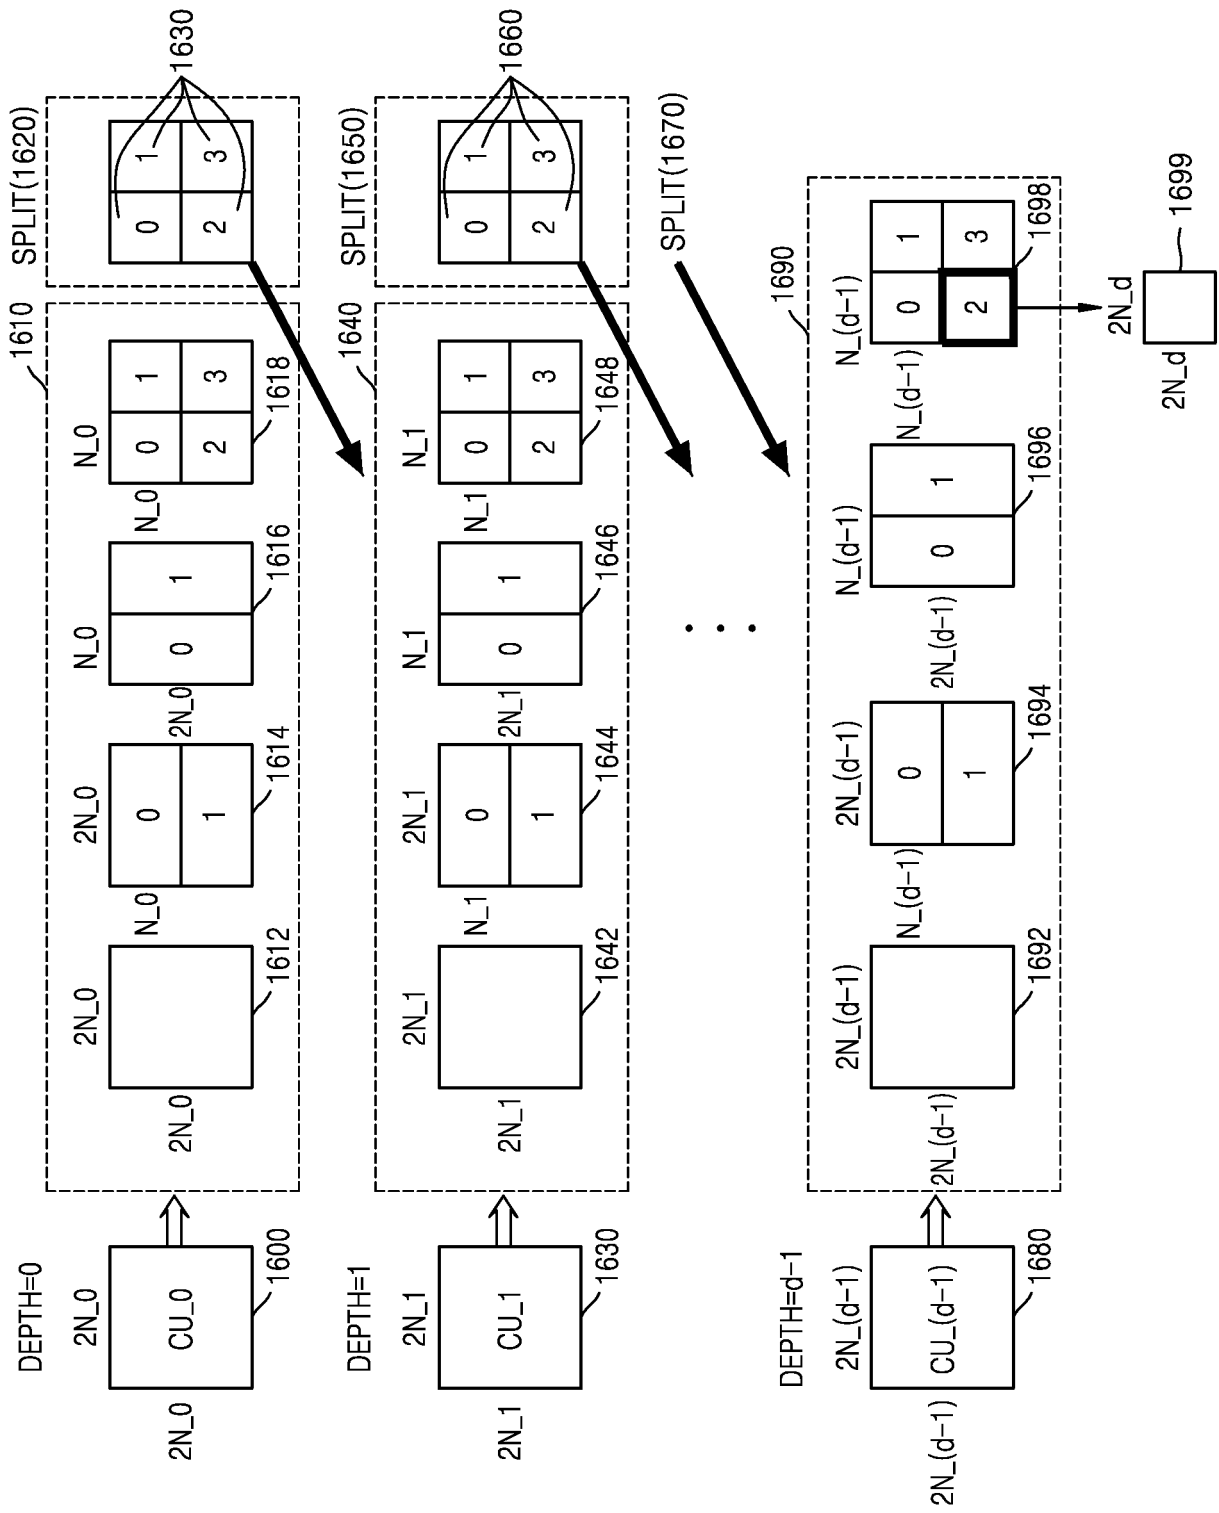 DEPTH=0
2N_0
2N_0
CU_0
1600
1610
2N_0
2N_0
1612
2N_0
N_0
0
1
1614
N_0
2N_0
0
1
1616
N_0
N_0
0
1
2
3
1618
SPLIT(1620)
0
1
2
3
1630
DEPTH=1
2N_1
2N_1
CU_1
1630
1640
2N_1
2N_1
1642
2N_1
N_1
0
1
1644
N_1
2N_1
0
1
1646
N_1
N_1
0
1
2
3
1648
SPLIT(1650)
0
1
2
3
1660
SPLIT(1670)
DEPTH=d-1
2N_(d-1)
2N_(d-1)
CU_(d-1)
1680
1690
2N_(d-1)
2N_(d-1)
1692
2N_(d-1)
N_(d-1)
0
1
1694
N_(d-1)
2N_(d-1)
0
1
1696
N_(d-1)
N_(d-1)
0
1
2
3
1698
2N_d
2N_d
1699